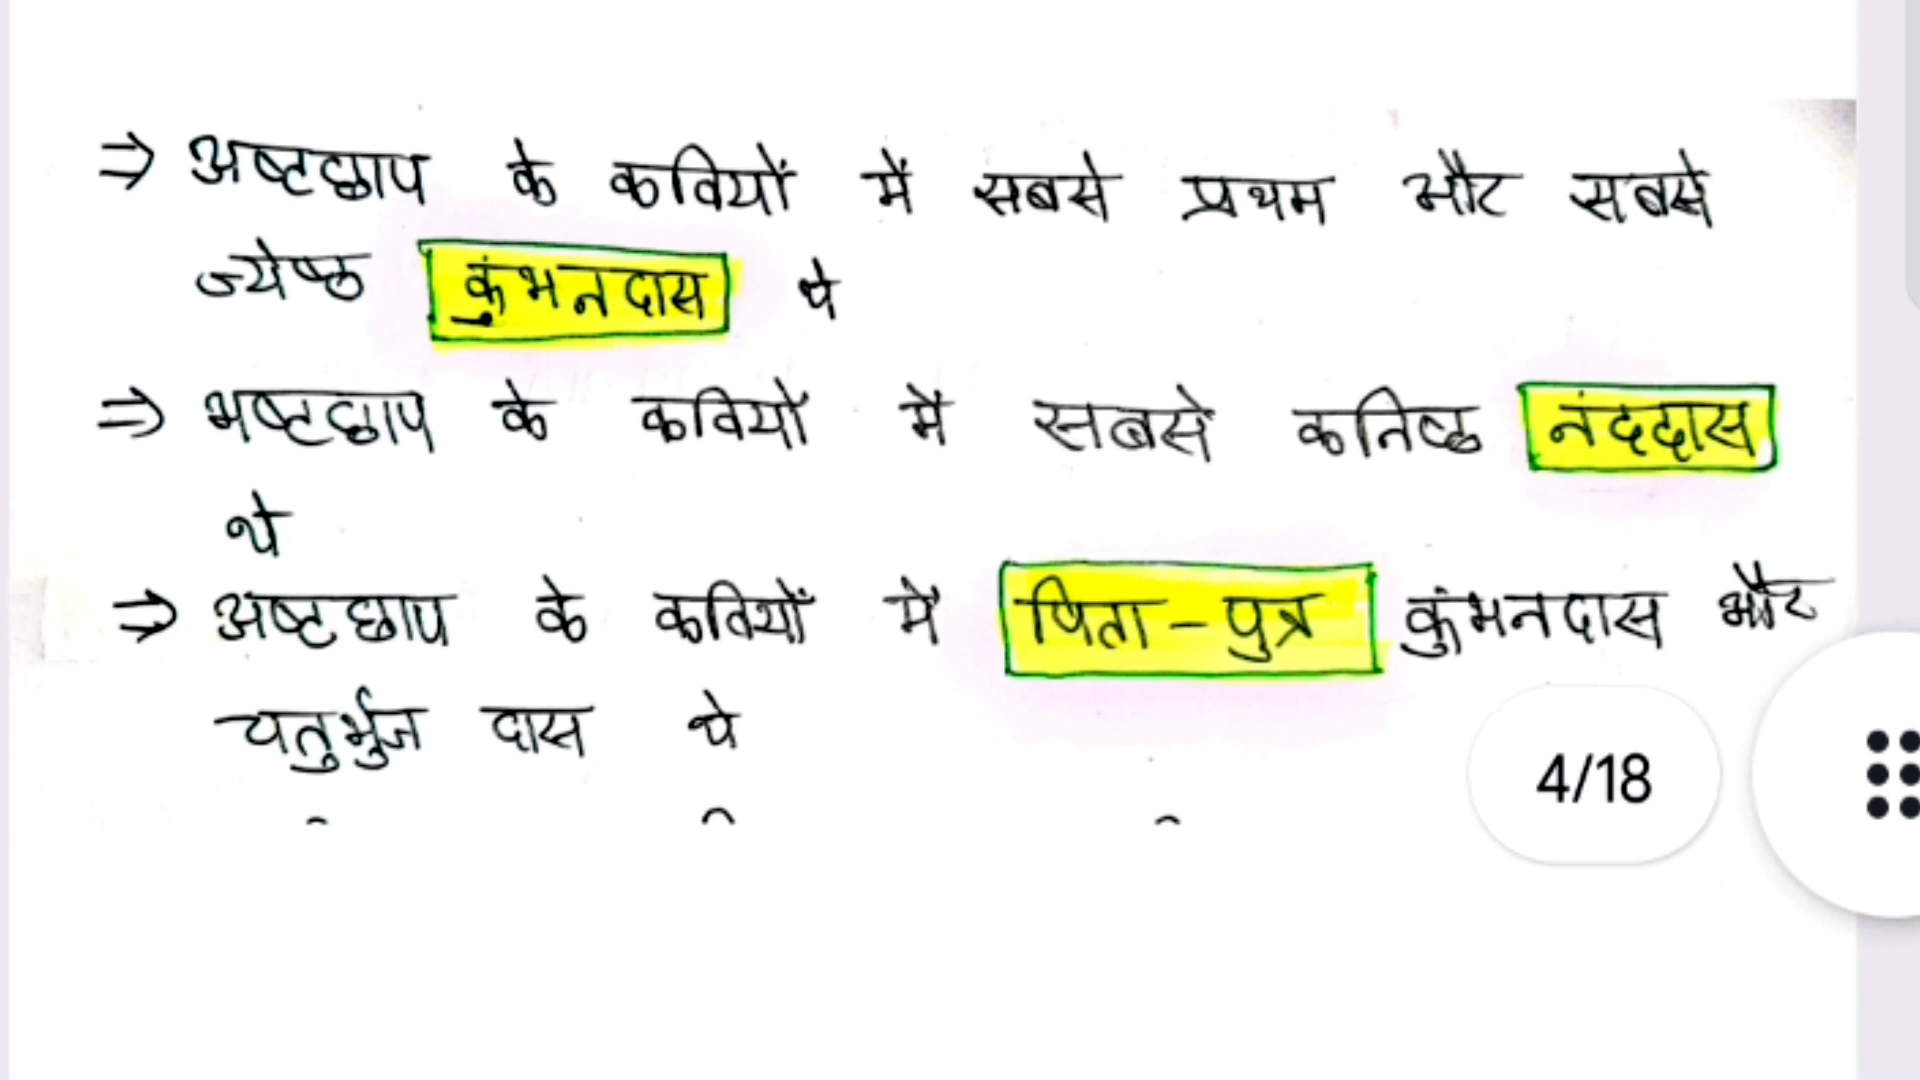 ⇒ अष्टछाप के कवियों में सबसे प्रथम और सबसे
ज्येष्ठ कुंभनदास थे
⇒ अष्टछाप के कवियों में सबसे कनिष्ठ नंददास
थे
⇒ अष्टछाप के कवियों में पिता-पुत्र कुंभनदास और
चतुर्भुज दास थे
4/18